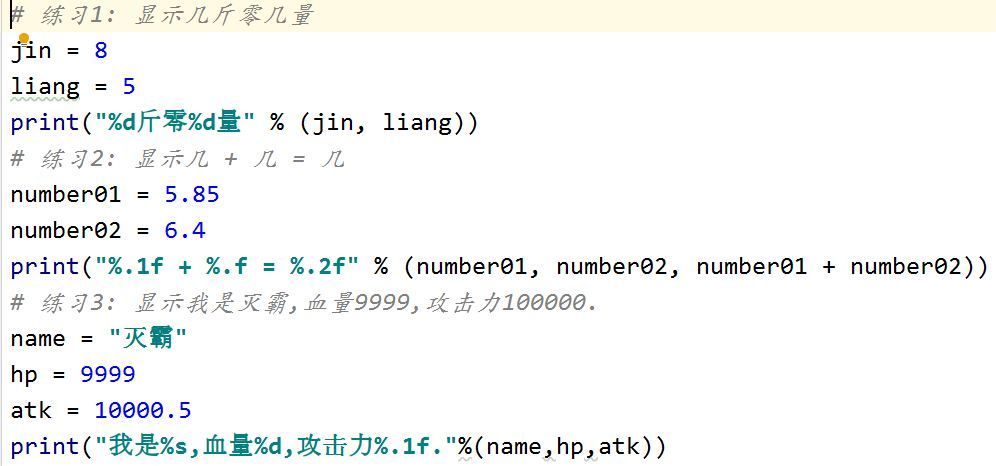 # 练习1: 显示几斤零几量
jin = 8
liang = 5
print("%d斤零%d量" % (jin, liang))
# 练习2: 显示几 + 几 = 几
number01 = 5.85
number02 = 6.4
print("%.1f + %.f = %.2f" % (number01, number02, number01 + number02))
# 练习3: 显示我是灭霸,血量9999,攻击力100000.
name = "灭霸"
hp = 9999
atk = 10000.5
print("我是%s,血量%d,攻击力%.1f."%(name,hp,atk))